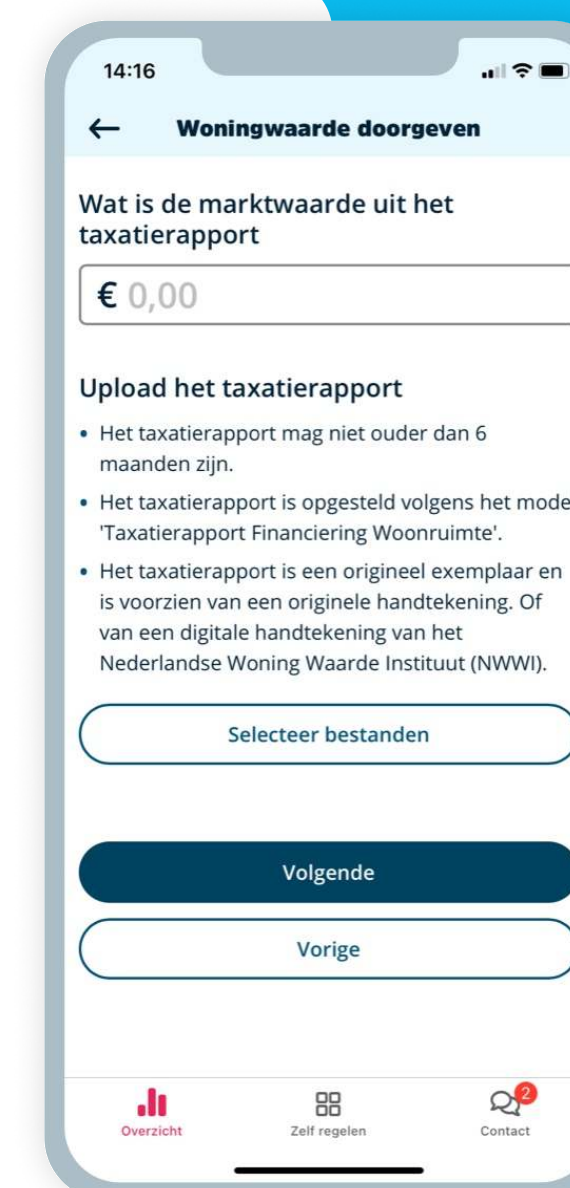 14:16
Woningwaarde doorgeven
Wat is de marktwaarde uit het
taxatierapport
€ 0,00
Upload het taxatierapport
• Het taxatierapport mag niet ouder dan 6
maanden zijn.
• Het taxatierapport is opgesteld volgens het mode
'Taxatierapport Financiering Woonruimte'.
• Het taxatierapport is een origineel exemplaar en
is voorzien van een originele handtekening. Of
van een digitale handtekening van het
Nederlandse Woning Waarde Instituut (NWWI).
Selecteer bestanden
Volgende
Vorige
2
Overzicht Zelf regelen Contact